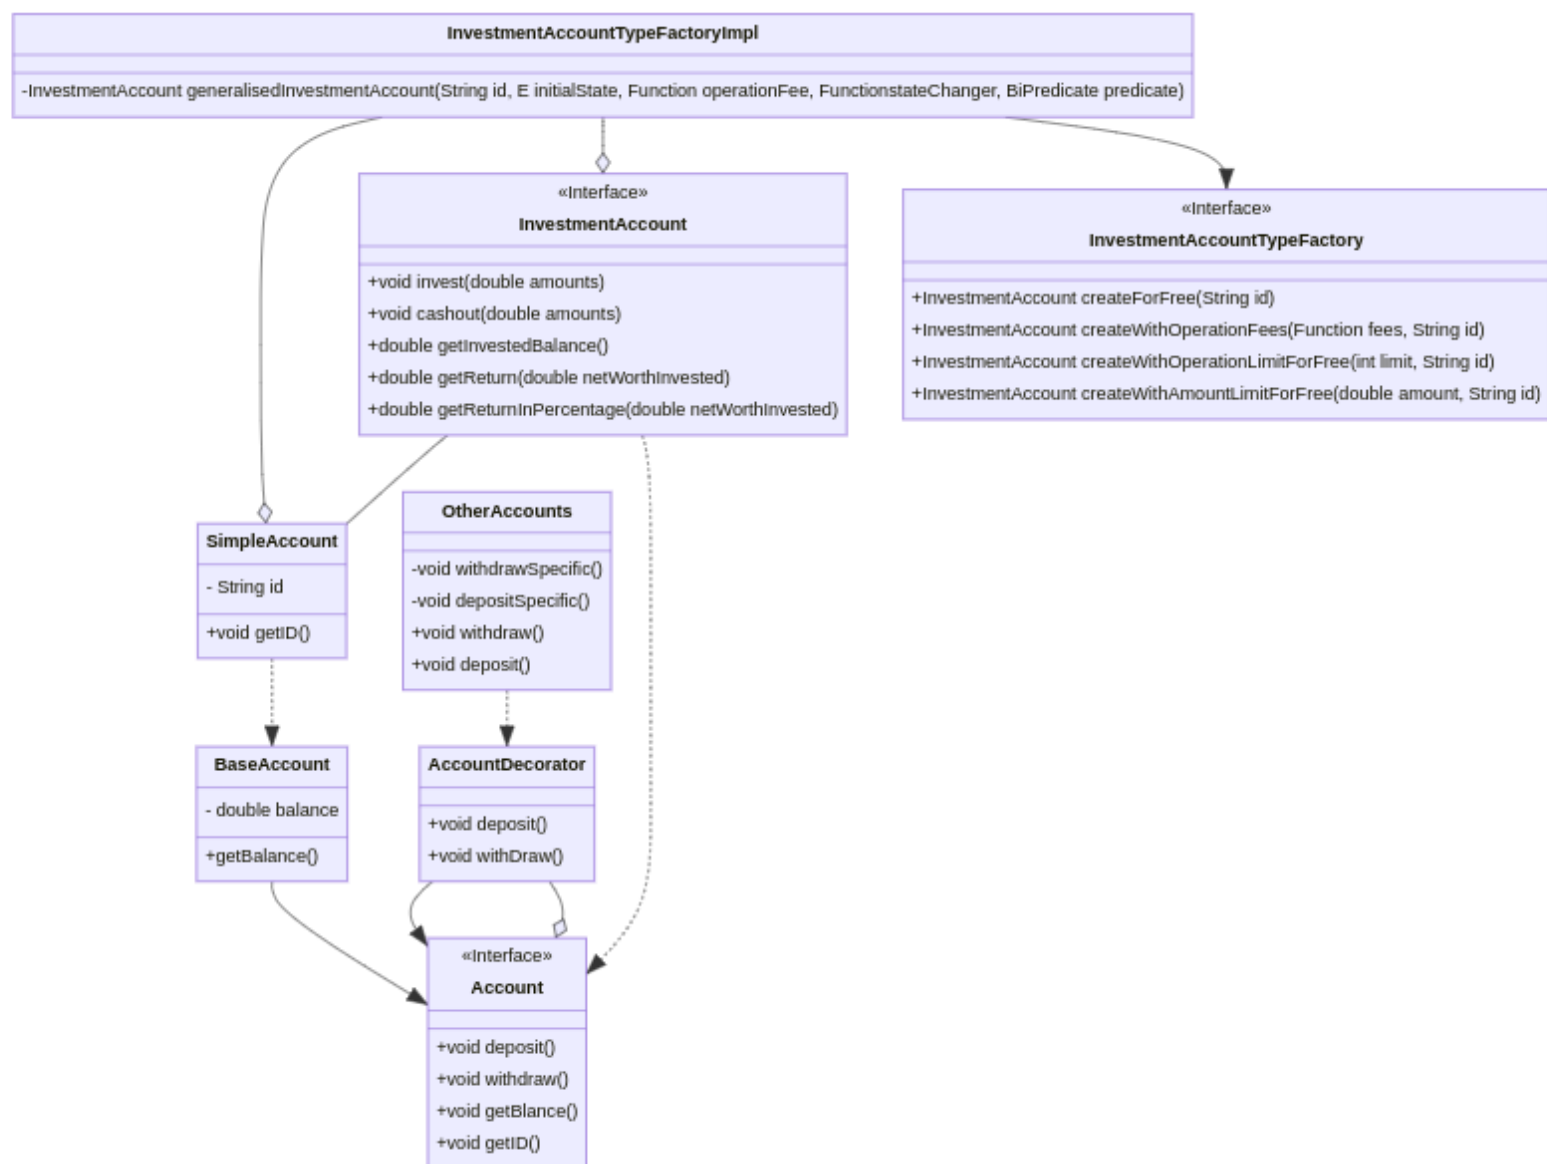 InvestmentAccountTypeFactoryImpl
-InvestmentAccount generalisedInvestmentAccount(String id, E initialState, Function operationFee, FunctionstateChanger, BiPredicate predicate)
«Interface»
InvestmentAccount
+void invest(double amounts)
+void cashout(double amounts)
+double getInvestedBalance()
+double getReturn(double netWorthInvested)
+double getReturnInPercentage(double netWorthInvested)
«Interface»
InvestmentAccountTypeFactory
+InvestmentAccount createForFree(String id)
+InvestmentAccount createWithOperationFees(Function fees, String id)
+InvestmentAccount createWithOperationLimitForFree(int limit, String id)
+InvestmentAccount createWithAmountLimitForFree(double amount, String id)
SimpleAccount
- String id
+void getID()
OtherAccounts
-void withdrawSpecific()
-void depositSpecific()
+void withdraw()
+void deposit()
BaseAccount
- double balance
+getBalance()
AccountDecorator
+void deposit()
+void withDraw()
«Interface»
Account
+void deposit()
+void withdraw()
+void getBlance()
+void getID()